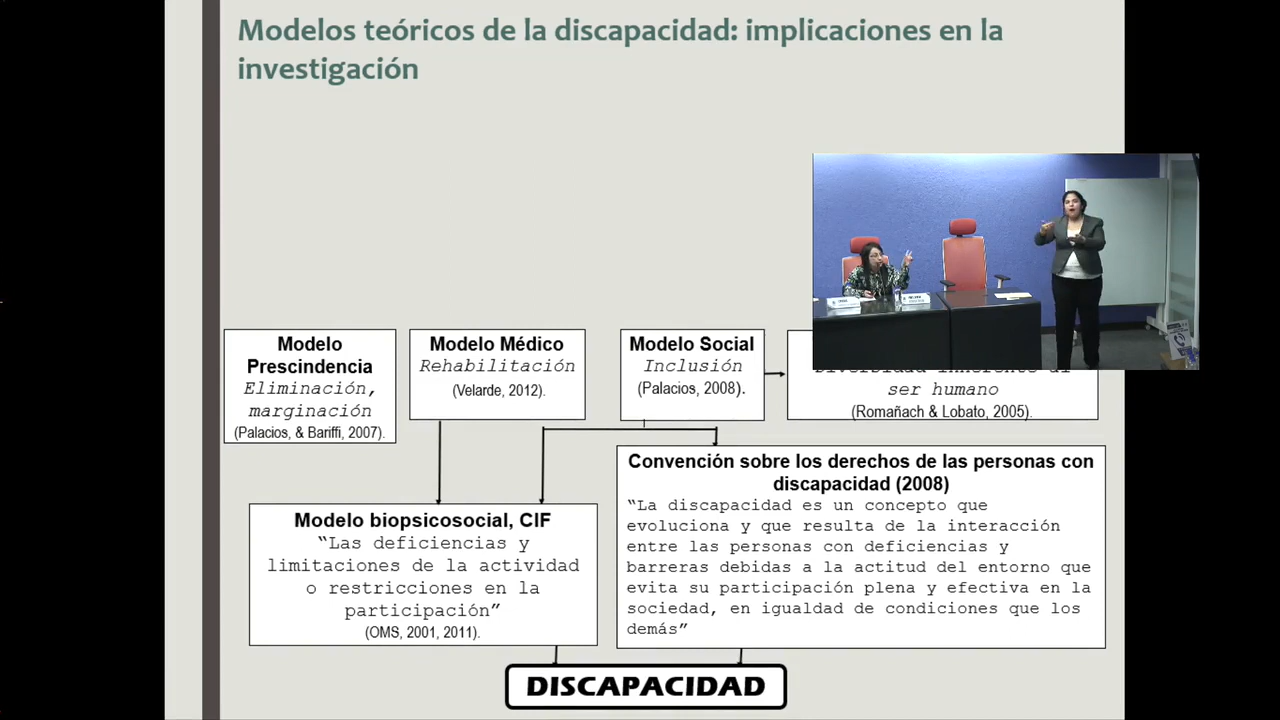 Modelos teóricos de la discapacidad: implicaciones en la
investigación
Modelo
Prescindencia
Eliminación,
marginación
(Palacios, & Bariffi, 2007).
Modelo Médico
Rehabilitación
(Velarde, 2012).
Modelo Social
Inclusión
(Palacios, 2008).
ser humano
(Romañach & Lobato, 2005).
Modelo biopsicosocial, CIF
“Las deficiencias y
limitaciones de la actividad
o restricciones en la
participación”
(OMS, 2001, 2011).
Convención sobre los derechos de las personas con
discapacidad (2008)
“La discapacidad es un concepto que
evoluciona y que resulta de la interacción
entre las personas con deficiencias y
barreras debidas a la actitud del entorno que
evita su participación plena y efectiva en la
sociedad, en igualdad de condiciones que los
demás”
DISCAPACIDAD